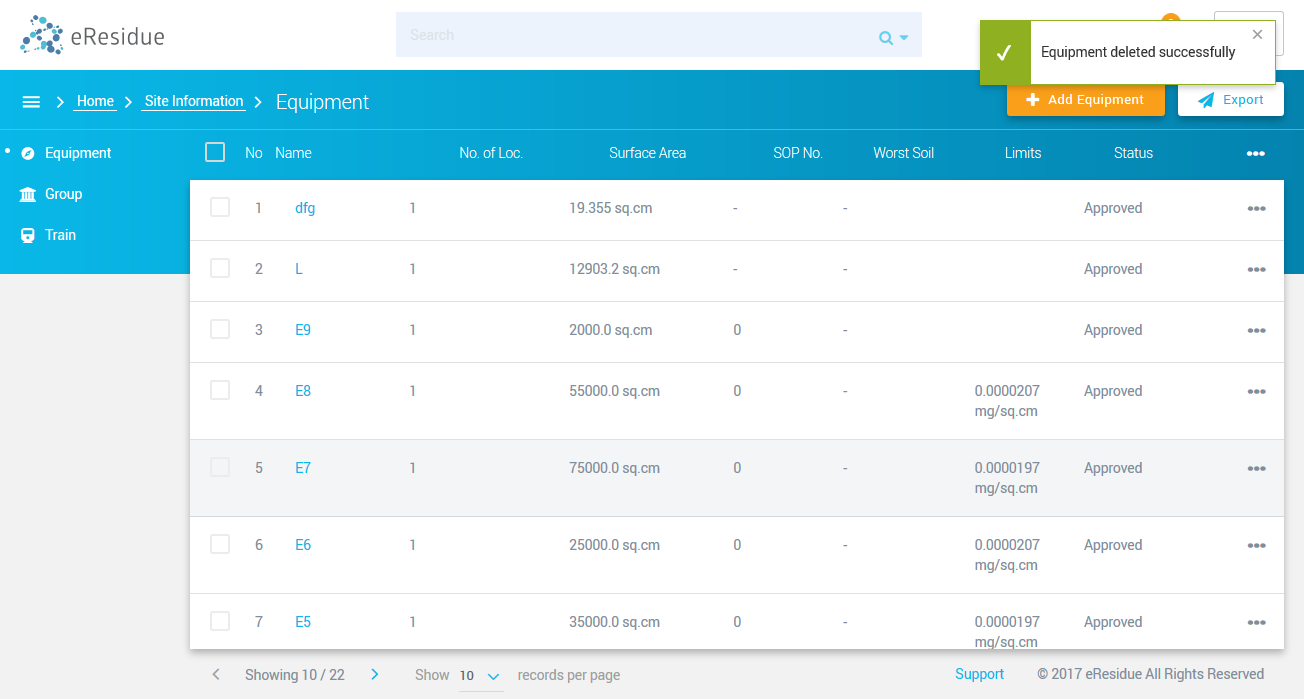 eResidue
Search
Equipment deleted successfully
Home Site Information Equipment
Add Equipment Export
Equipment
Group
Train
No Name No. of Loc. Surface Area SOP No. Worst Soil Limits Status
1 dfg 1 19.355 sq.cm - - Approved
2 L 1 12903.2 sq.cm - - Approved
3 E9 1 2000.0 sq.cm 0 - Approved
4 E8 1 55000.0 sq.cm 0 - 0.0000207 Approved
mg/sq.cm
5 E7 1 75000.0 sq.cm 0 - 0.0000197 Approved
mg/sq.cm
6 E6 1 25000.0 sq.cm 0 - 0.0000207 Approved
mg/sq.cm
7 E5 1 35000.0 sq.cm 0 - 0.0000197 Approved
mg/sq.cm
Showing 10 / 22 Show 10 records per page Support © 2017 eResidue All Rights Reserved